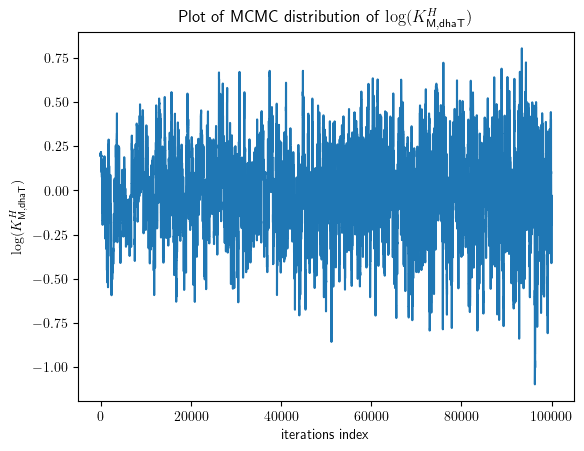 Plot of MCMC distribution of log(K^H_{M,dhaT})
0.75
0.50
0.25
0.00
−0.25
−0.50
−0.75
−1.00
log(K^H_{M,dhaT})
0 20000 40000 60000 80000 100000
iterations index